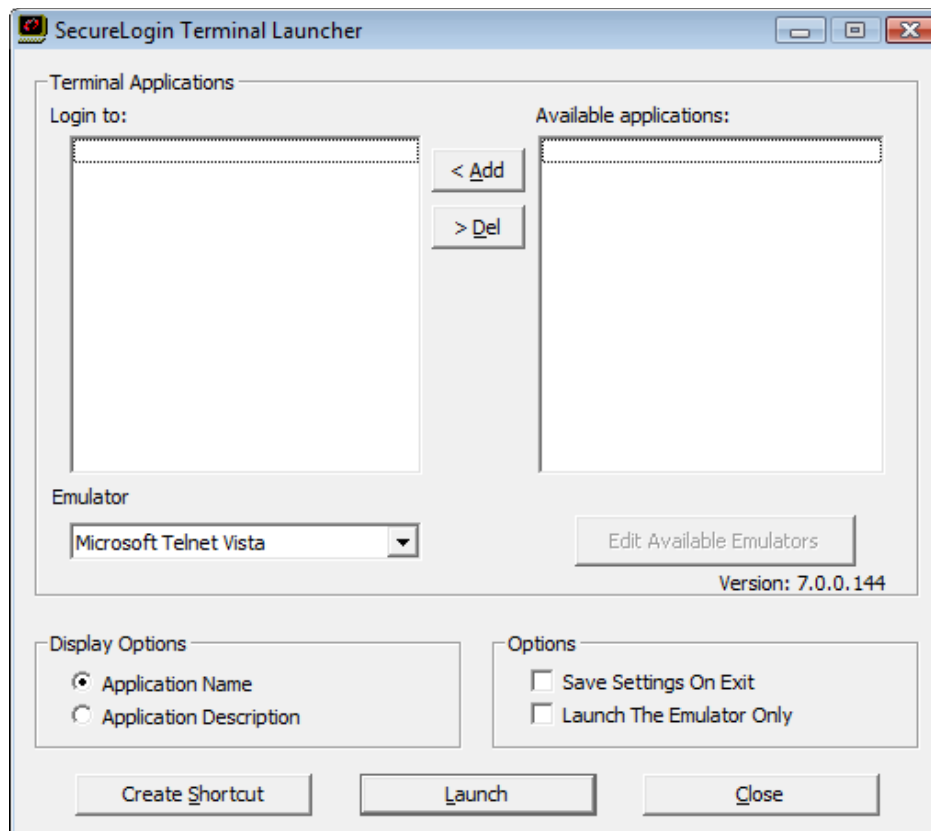 SecureLogin Terminal Launcher
Terminal Applications
Login to:
Available applications:
< Add
> Del
Emulator
Microsoft Telnet Vista
Edit Available Emulators
Version: 7.0.0.144
Display Options
Application Name
Application Description
Options
Save Settings On Exit
Launch The Emulator Only
Create Shortcut
Launch
Close